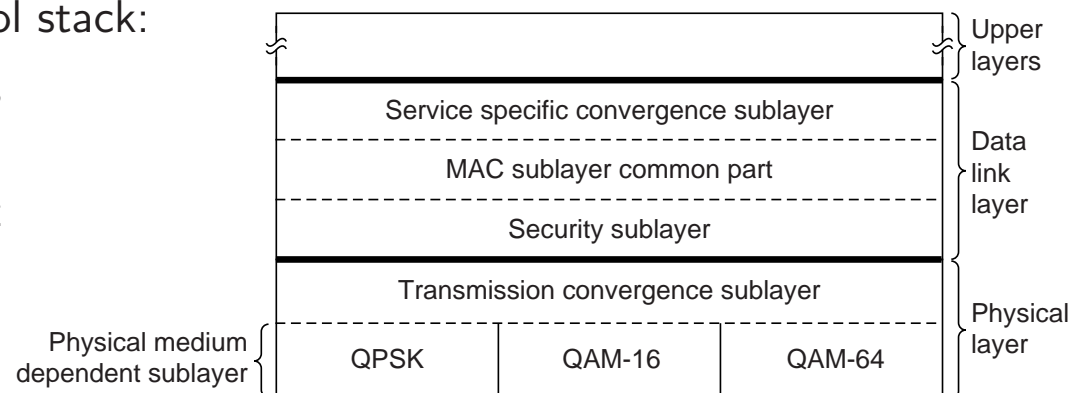 ol stack:
Upper
layers
Service specific convergence sublayer
MAC sublayer common part
Security sublayer
Data
link
layer
Transmission convergence sublayer
Physical medium
dependent sublayer
QPSK
QAM-16
QAM-64
Physical
layer